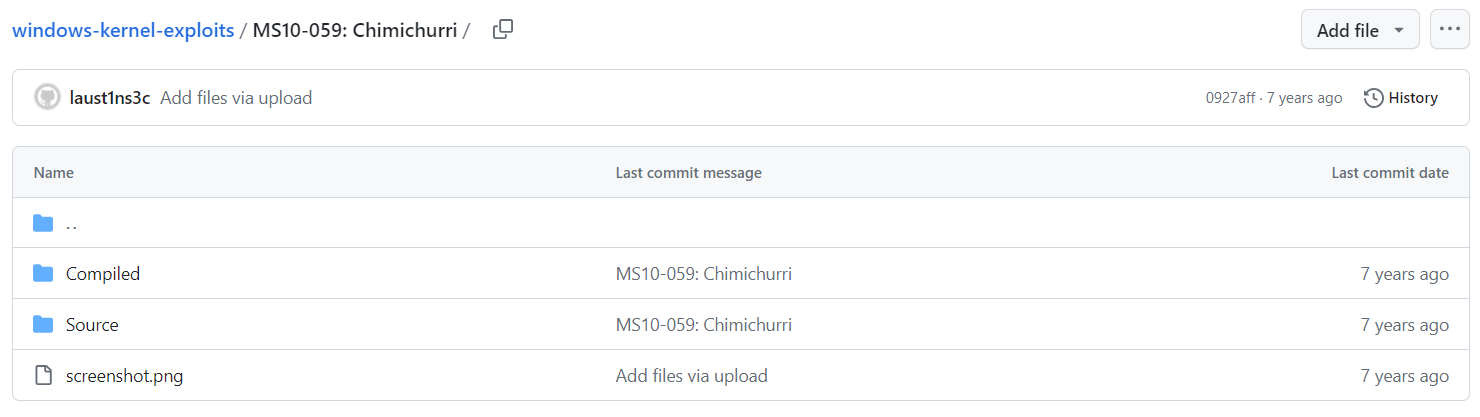 windows-kernel-exploits / MS10-059: Chimichurri / Add file ...
laust1ns3c Add files via upload 0927aff · 7 years ago History
Name Last commit message Last commit date
..
Compiled MS10-059: Chimichurri 7 years ago
Source MS10-059: Chimichurri 7 years ago
screenshot.png Add files via upload 7 years ago